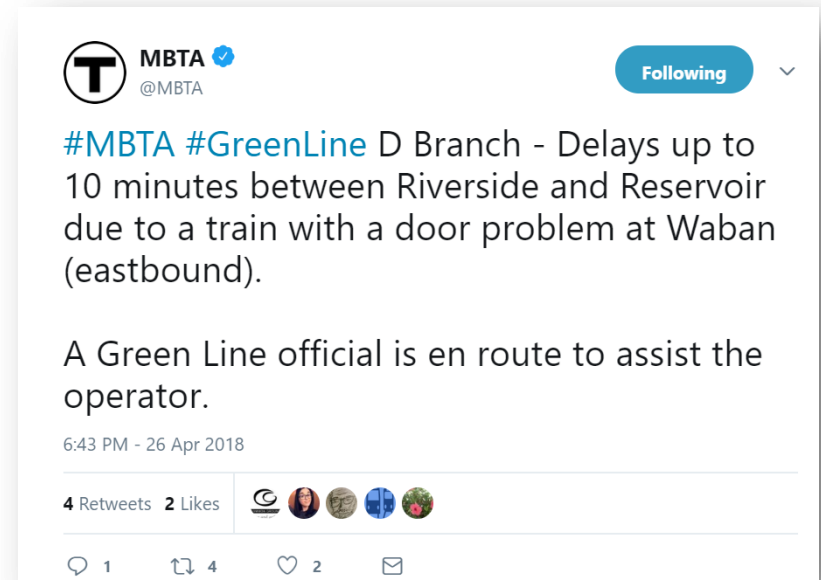 T
MBTA
@MBTA
Following
#MBTA #GreenLine D Branch - Delays up to
10 minutes between Riverside and Reservoir
due to a train with a door problem at Waban
(eastbound).
A Green Line official is en route to assist the
operator.
6:43 PM - 26 Apr 2018
4 Retweets 2 Likes
1 4 2